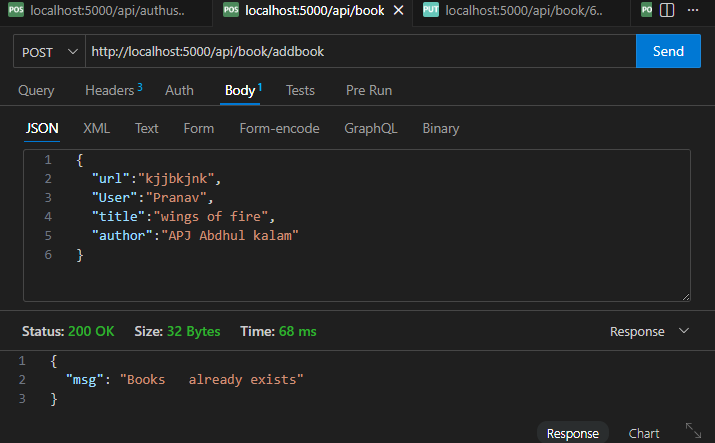 POS localhost:5000/api/authus.. POS localhost:5000/api/book PUT localhost:5000/api/book/6.. PO
POST http://localhost:5000/api/book/addbook Send
Query Headers 3 Auth Body 1 Tests Pre Run
JSON XML Text Form Form-encode GraphQL Binary
1 {
2 "url":"kjjbkjnk",
3 "User":"Pranav",
4 "title":"wings of fire",
5 "author":"APJ Abdhul kalam"
6 }
Status: 200 OK Size: 32 Bytes Time: 68 ms Response
1 {
2 "msg": "Books   already exists"
3 }
Response Chart